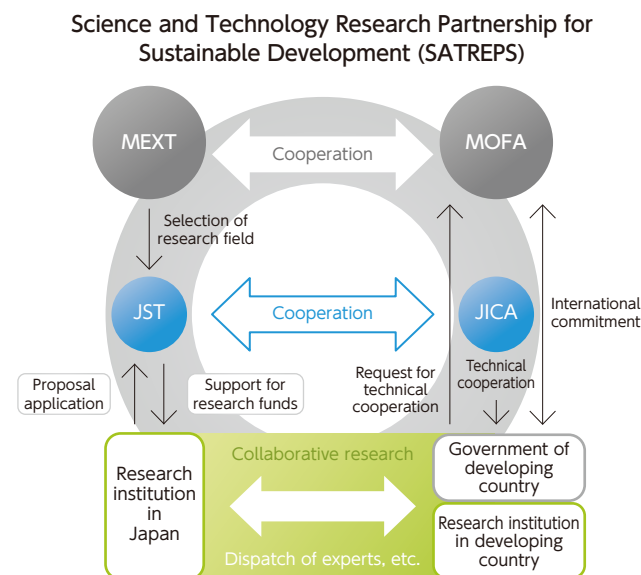 Science and Technology Research Partnership for
Sustainable Development (SATREPS)
MEXT
Cooperation
MOFA
Selection of
research field
JST
Cooperation
JICA
International
commitment
Proposal
application
Support for
research funds
Request for
technical
cooperation
Technical
cooperation
Research
institution
in
Japan
Collaborative research
Dispatch of experts, etc.
Government of
developing
country
Research institution
in developing
country